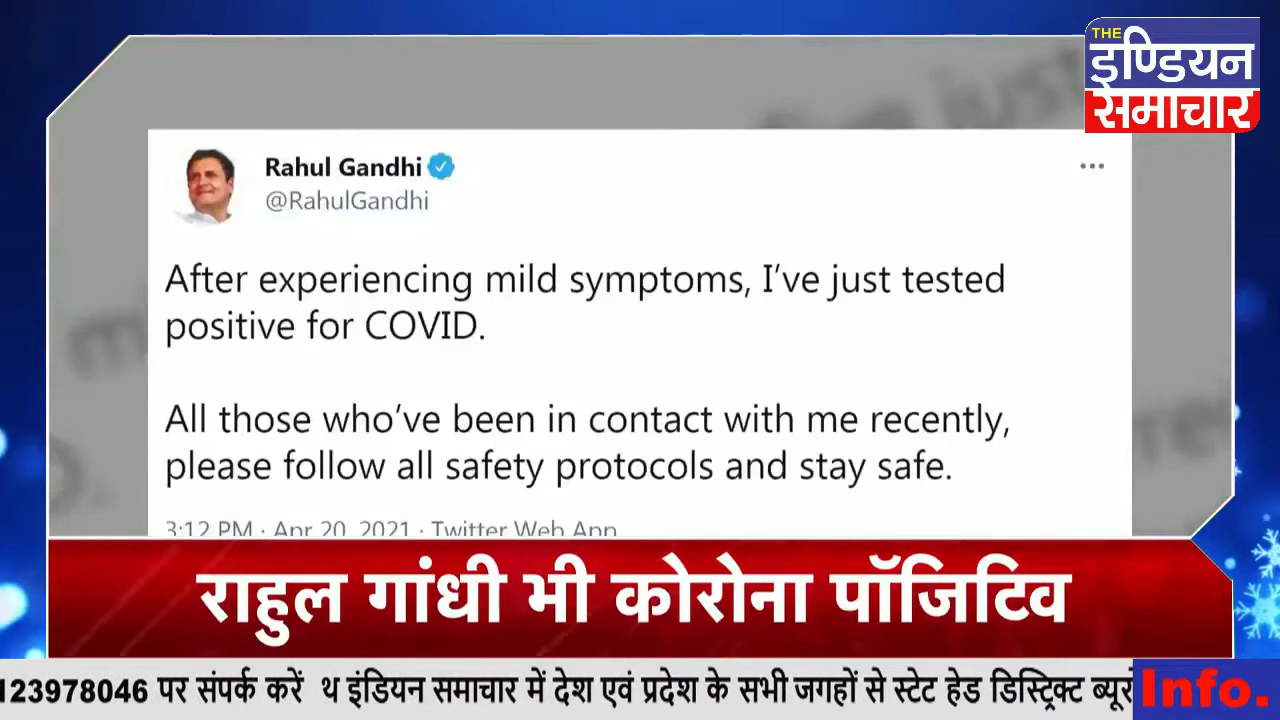 THE
इण्डियन
समाचार
Rahul Gandhi
@RahulGandhi
After experiencing mild symptoms, I've just tested
positive for COVID.
All those who've been in contact with me recently,
please follow all safety protocols and stay safe.
3:12 PM · Apr 20, 2021 · Twitter Web App
राहुल गांधी भी कोरोना पॉजिटिव
123978046 पर संपर्क करें थ इंडियन समाचार में देश एवं प्रदेश के सभी जगहों से स्टेट हेड डिस्ट्रिक्ट ब्यूरो
Info.